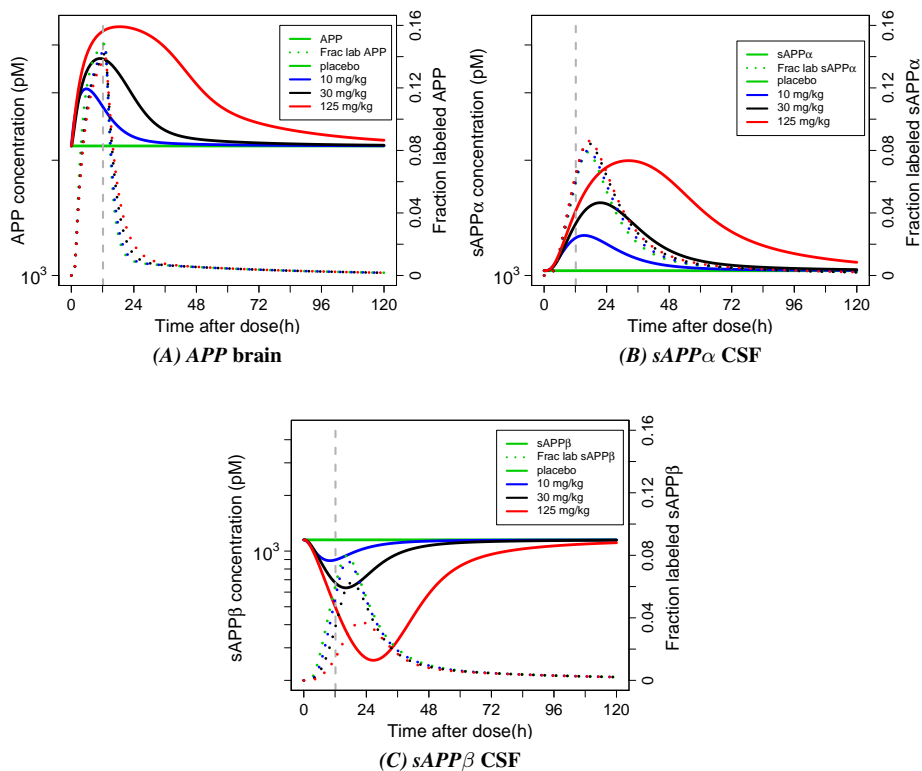 APP concentration (pM)
10³
APP
Frac lab APP
placebo
10 mg/kg
30 mg/kg
125 mg/kg
0 24 48 72 96 120
Time after dose(h)
0 0.04 0.08 0.12 0.16
Fraction labeled APP
(A) APP brain
sAPPα concentration (pM)
10³
sAPPα
Frac lab sAPPα
placebo
10 mg/kg
30 mg/kg
125 mg/kg
0 24 48 72 96 120
Time after dose(h)
0 0.04 0.08 0.12 0.16
Fraction labeled sAPPα
(B) sAPPα CSF
sAPPβ concentration (pM)
10³
sAPPβ
Frac lab sAPPβ
placebo
10 mg/kg
30 mg/kg
125 mg/kg
0 24 48 72 96 120
Time after dose(h)
0 0.04 0.08 0.12 0.16
Fraction labeled sAPPβ
(C) sAPPβ CSF